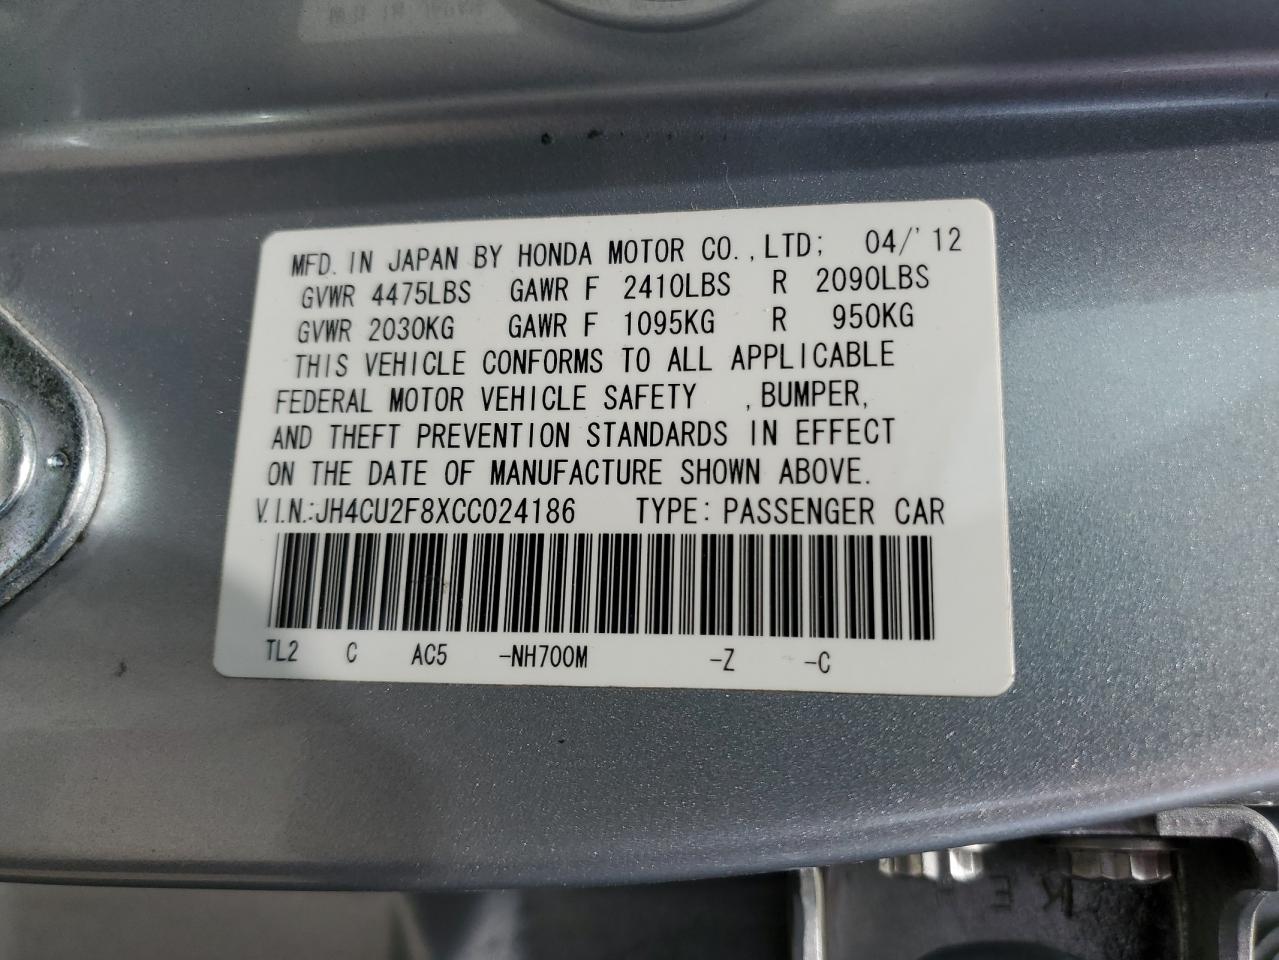 MFD. IN JAPAN BY HONDA MOTOR CO.,LTD; 04/'12
GVWR 4475LBS GAWR F 2410LBS R 2090LBS
GVWR 2030KG GAWR F 1095KG R 950KG
THIS VEHICLE CONFORMS TO ALL APPLICABLE
FEDERAL MOTOR VEHICLE SAFETY ,BUMPER,
AND THEFT PREVENTION STANDARDS IN EFFECT
ON THE DATE OF MANUFACTURE SHOWN ABOVE.
V.I.N.:JH4CU2F8XCC024186 TYPE: PASSENGER CAR
TL2 C AC5 -NH700M -Z -C